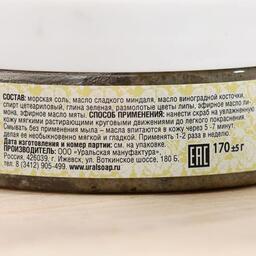 СОСТАВ: морская соль, масло сладкого миндаля, масло виноградной косточки,
спирт цетеариловый, глина зеленая, размолотые цветы липы, эфирное масло лимона,
эфирное масло мяты. СПОСОБ ПРИМЕНЕНИЯ: нанести скраб на увлажненную
кожу мягкими растирающими круговыми движениями до легкого покраснения.
Смывать без применения мыла – масла впитаются в кожу через 5 -7 минут,
делая ее необыкновенно мягкой и гладкой. Применять 1-2 раза в неделю.
Дата изготовления и номер партии: см. на упаковке.
Изготовитель: ООО «Уральская мануфактура»,
Россия, 426039, г. Ижевск, ул. Воткинское шоссе, 180 Б,
тел. 8 (3412) 905-499.
www.uralsoap.ru
EAC 170±5 г